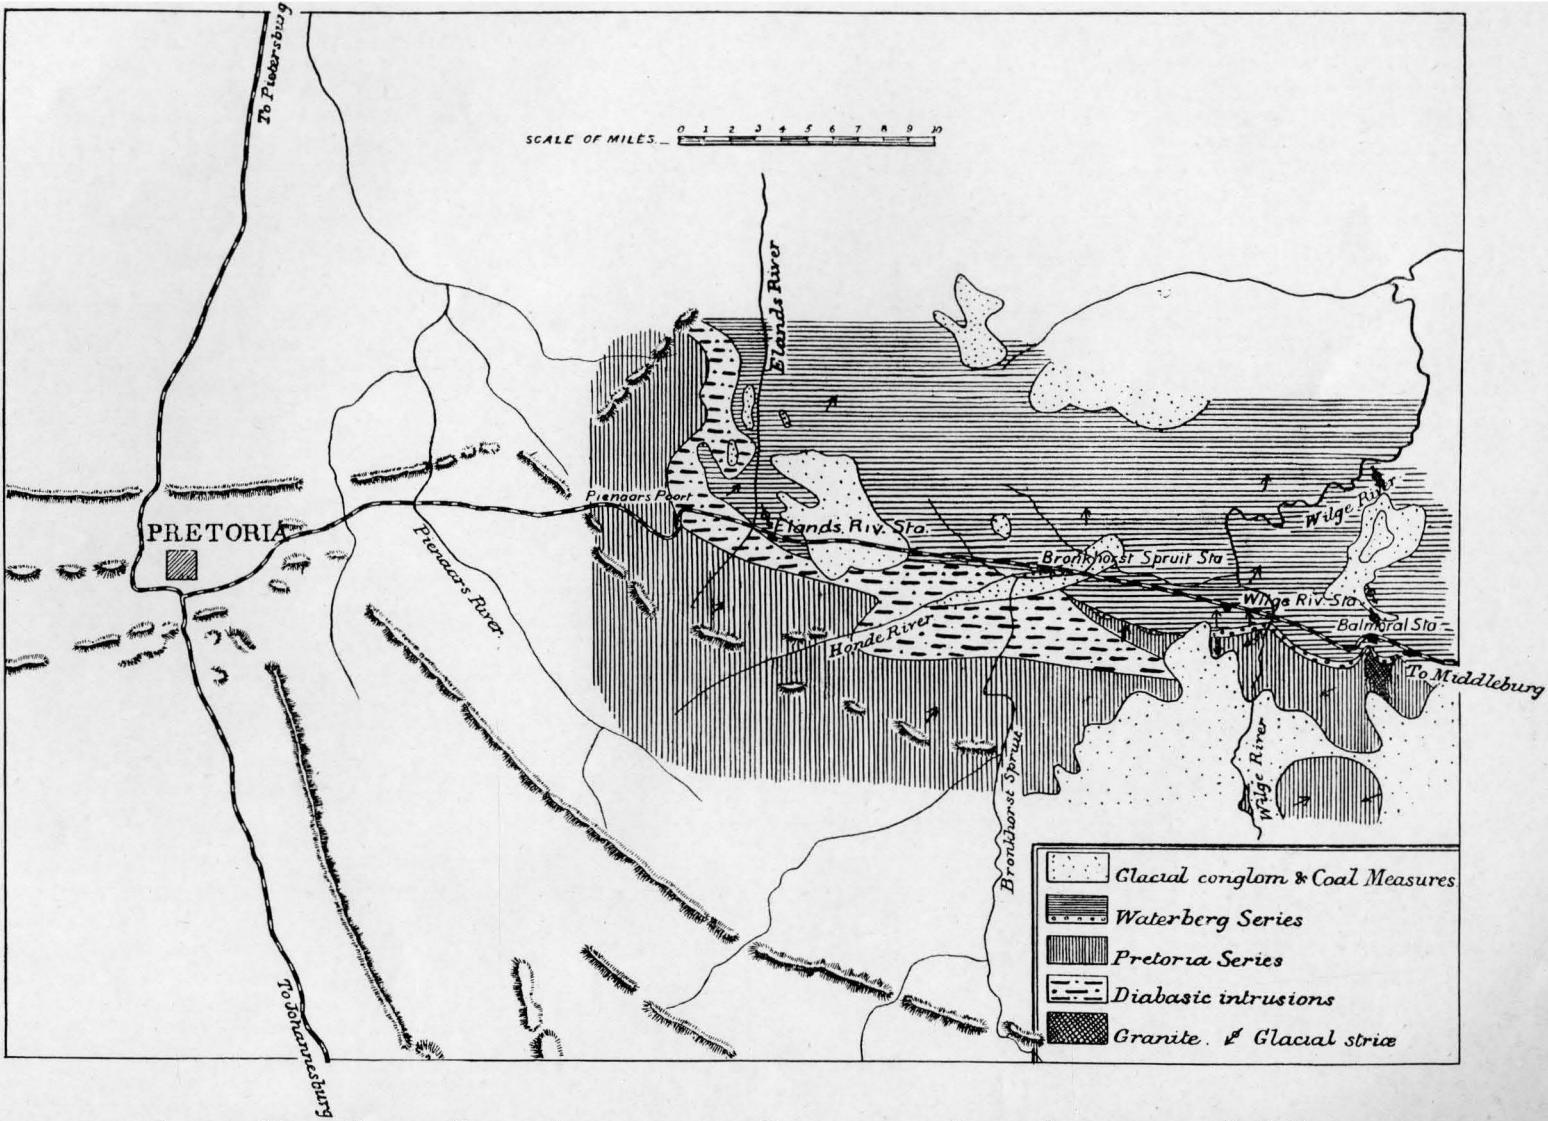 To Pietersburg
SCALE OF MILES.
0 1 2 3 4 5 6 7 8 9 10
Elands River
Pienaars Poort
PRETORIA
Elands. Riv. Sta.
Wilge River.
Pienaars River.
Bronkhorst Spruit Sta
Wilge Riv. Sta.
Honde River
Balmoral Sta
To Middleburg
Bronkhorst Spruit
Wilge River
Glacial conglom & Coal Measures
Waterberg Series
Pretoria Series
Diabasic intrusions
Granite. Glacial striæ
To Johannesburg